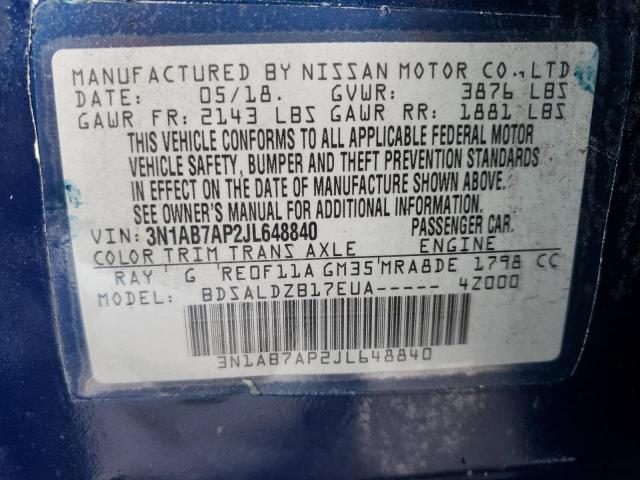 MANUFACTURED BY NISSAN MOTOR CO.,LTD
DATE: 05/18. GVWR: 3876 LBS
GAWR FR: 2143 LBS GAWR RR: 1881 LBS
THIS VEHICLE CONFORMS TO ALL APPLICABLE FEDERAL MOTOR
VEHICLE SAFETY, BUMPER AND THEFT PREVENTION STANDARDS
IN EFFECT ON THE DATE OF MANUFACTURE SHOWN ABOVE.
SEE OWNER'S MANUAL FOR ADDITIONAL INFORMATION.
VIN: 3N1AB7AP2JL648840 PASSENGER CAR.
COLOR TRIM TRANS AXLE ENGINE
RAY G RE0F11A GM35 MRA8DE 1798 CC
MODEL: BDSALDZB17EUA----- 4Z000
3N1AB7AP2JL648840